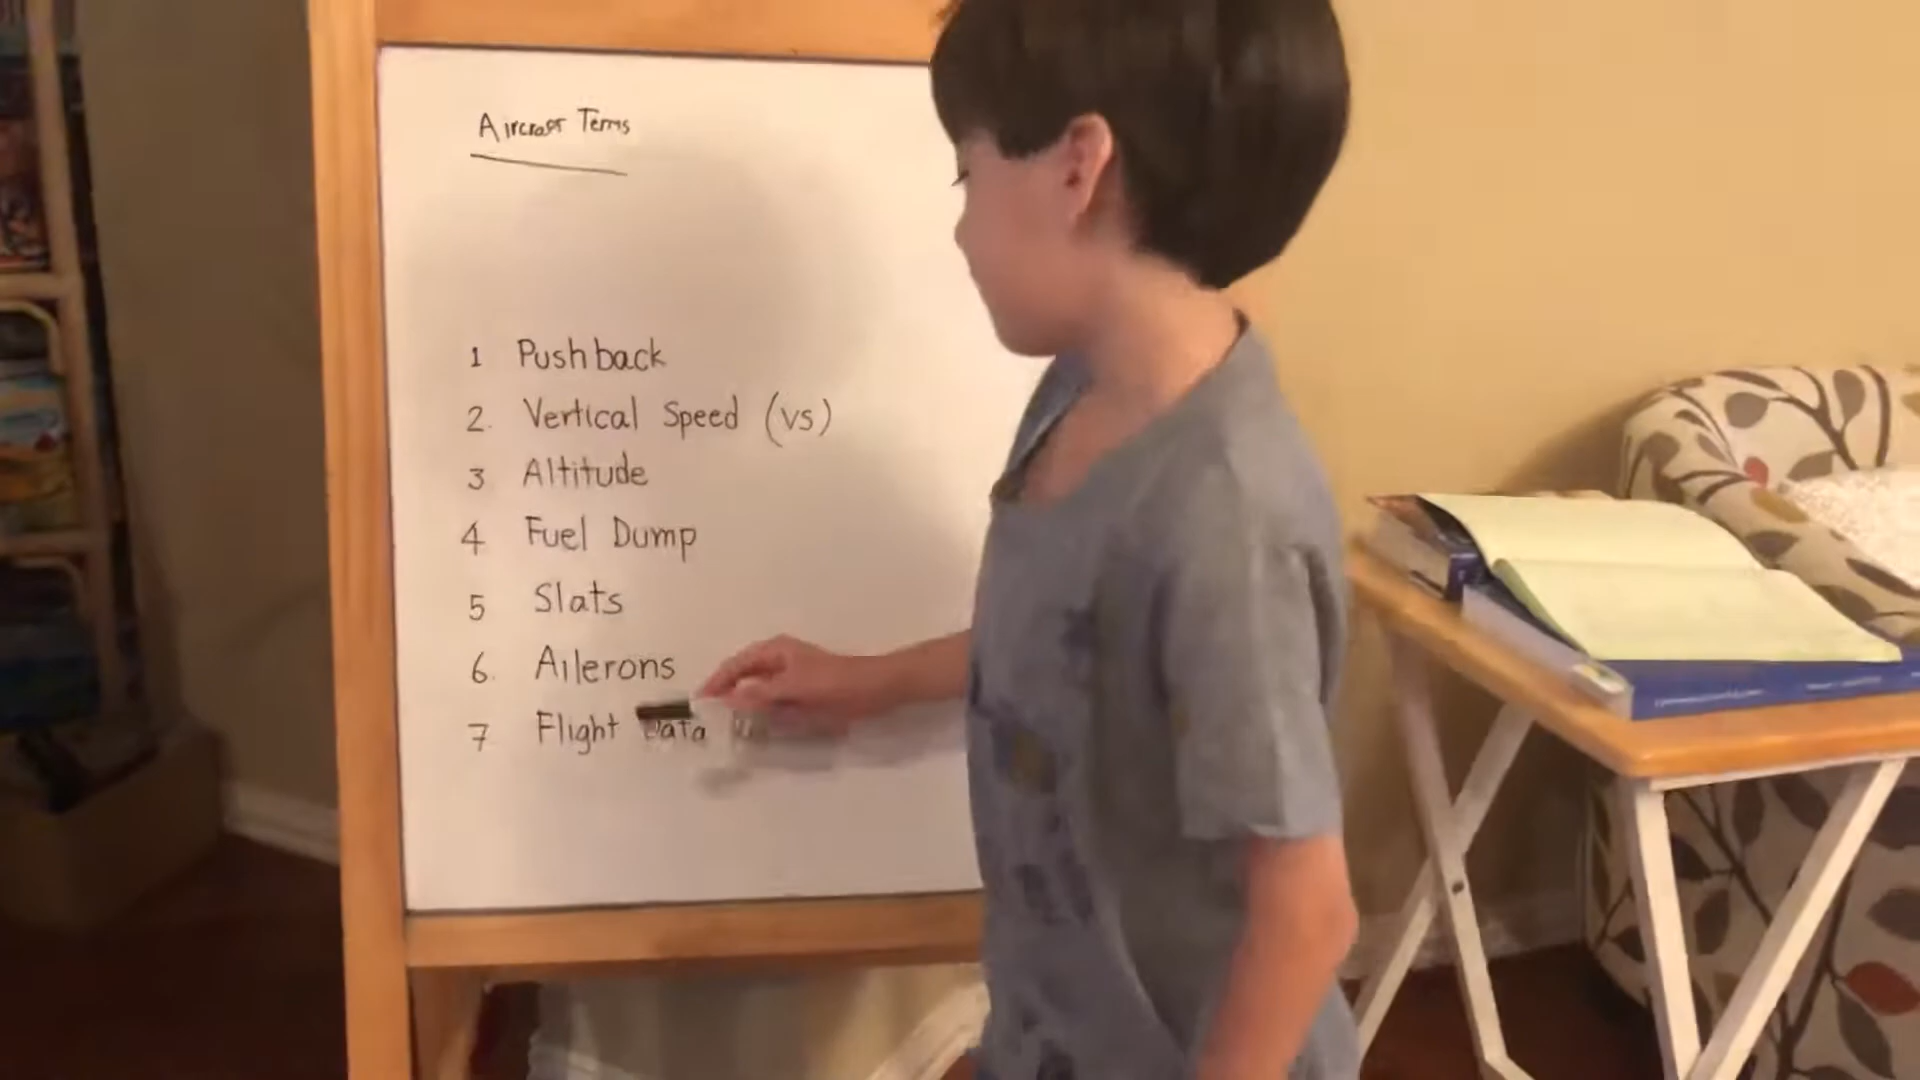 Aircraft Terms
1 Pushback
2. Vertical Speed (VS)
3 Altitude
4 Fuel Dump
5 Slats
6. Ailerons
7 Flight Data